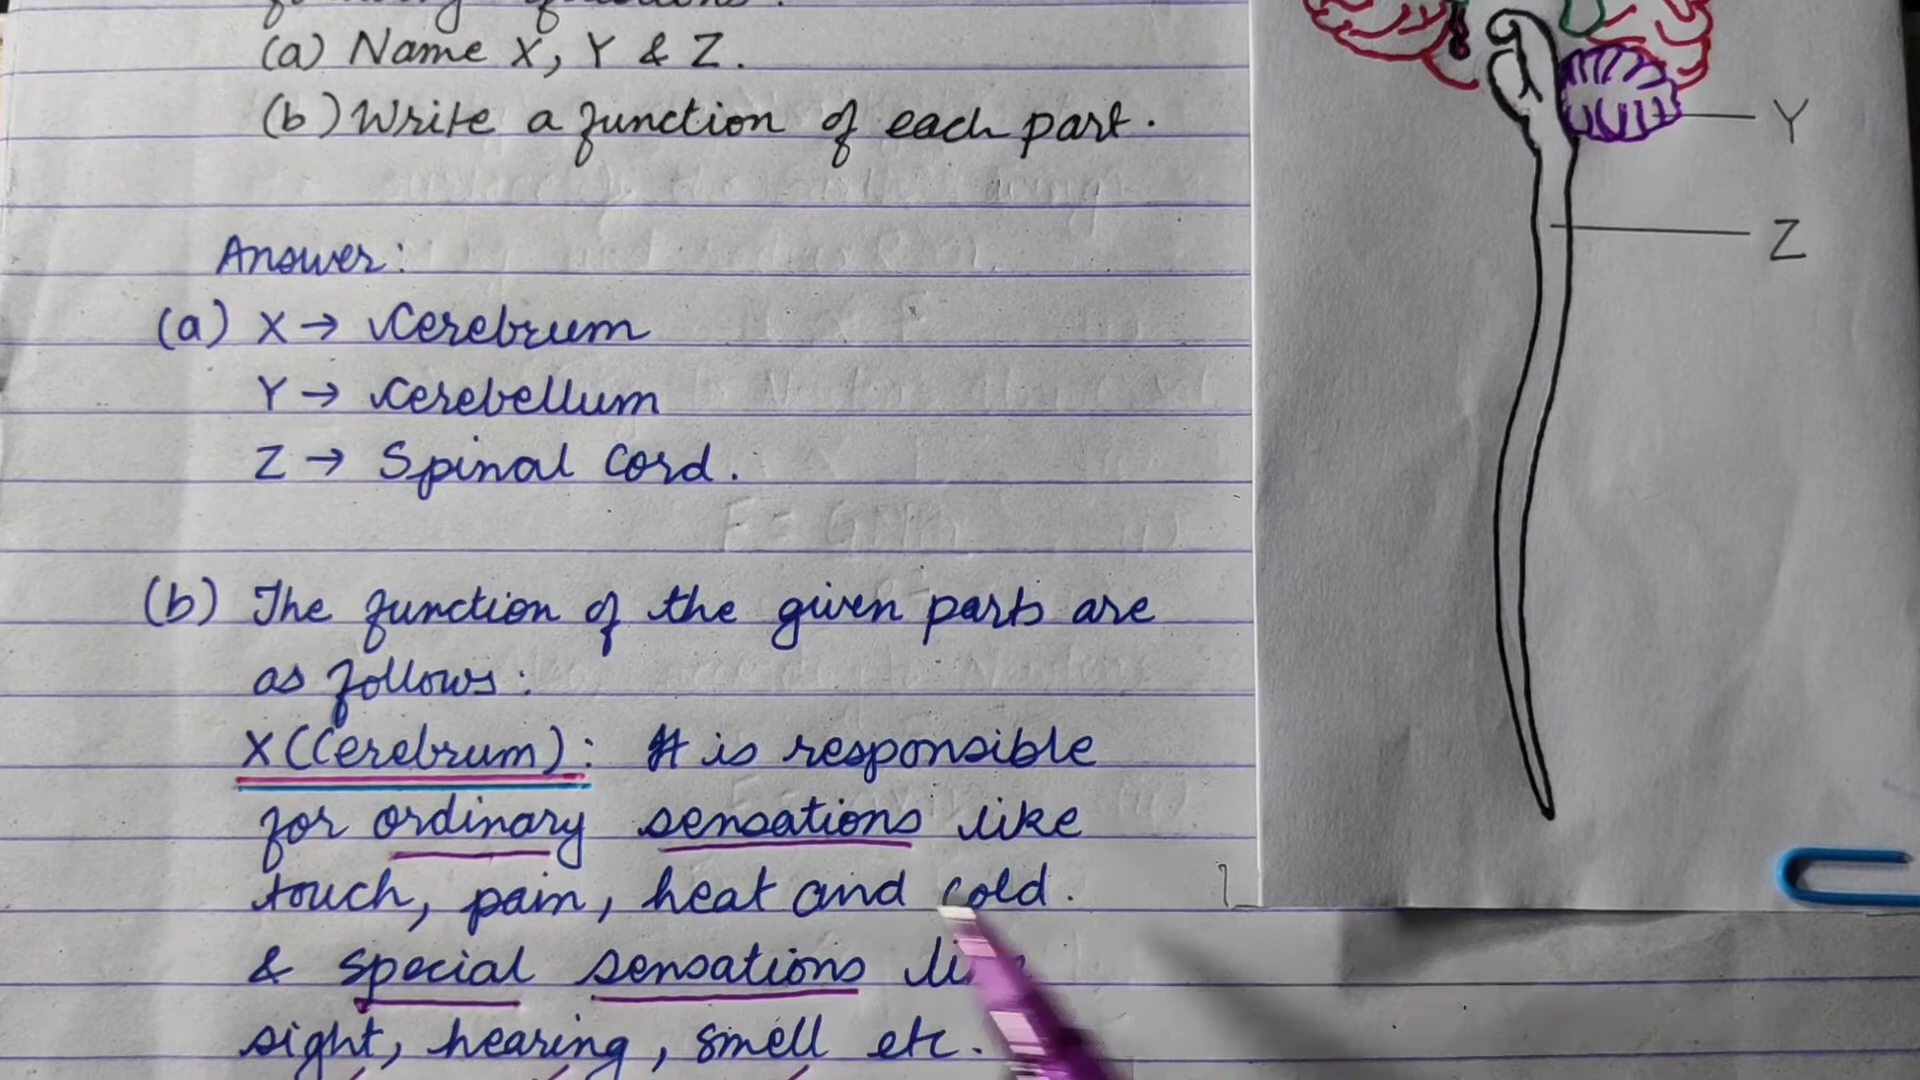 following questions:
(a) Name X, Y & Z.
(b) Write a function of each part.
Answer:
(a) X → Cerebrum
Y → Cerebellum
Z → Spinal Cord.
(b) The function of the given parts are
as follows:
X (Cerebrum): It is responsible
for ordinary sensations like
touch, pain, heat and cold.
& special sensations
sight, hearing, smell etc.
Y
Z